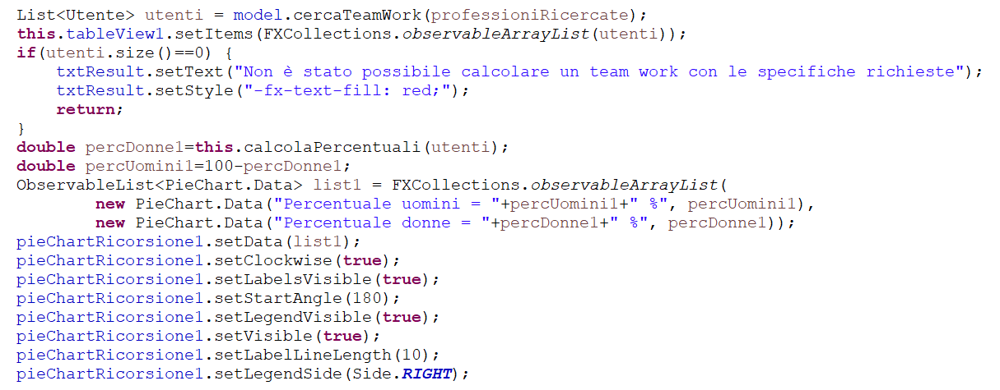 List<Utente> utenti = model.cercaTeamWork(professioniRicercate);
this.tableView1.setItems(FXCollections.observableArrayList(utenti));
if(utenti.size()==0) {
    txtResult.setText("Non è stato possibile calcolare un team work con le specifiche richieste");
    txtResult.setStyle("-fx-text-fill: red;");
    return;
}
double percDonne1=this.calcolaPercentuali(utenti);
double percUomini1=100-percDonne1;
ObservableList<PieChart.Data> list1 = FXCollections.observableArrayList(
        new PieChart.Data("Percentuale uomini = "+percUomini1+" %", percUomini1),
        new PieChart.Data("Percentuale donne = "+percDonne1+" %", percDonne1));
pieChartRicorsione1.setData(list1);
pieChartRicorsione1.setClockwise(true);
pieChartRicorsione1.setLabelsVisible(true);
pieChartRicorsione1.setStartAngle(180);
pieChartRicorsione1.setLegendVisible(true);
pieChartRicorsione1.setVisible(true);
pieChartRicorsione1.setLabelLineLength(10);
pieChartRicorsione1.setLegendSide(Side.RIGHT);